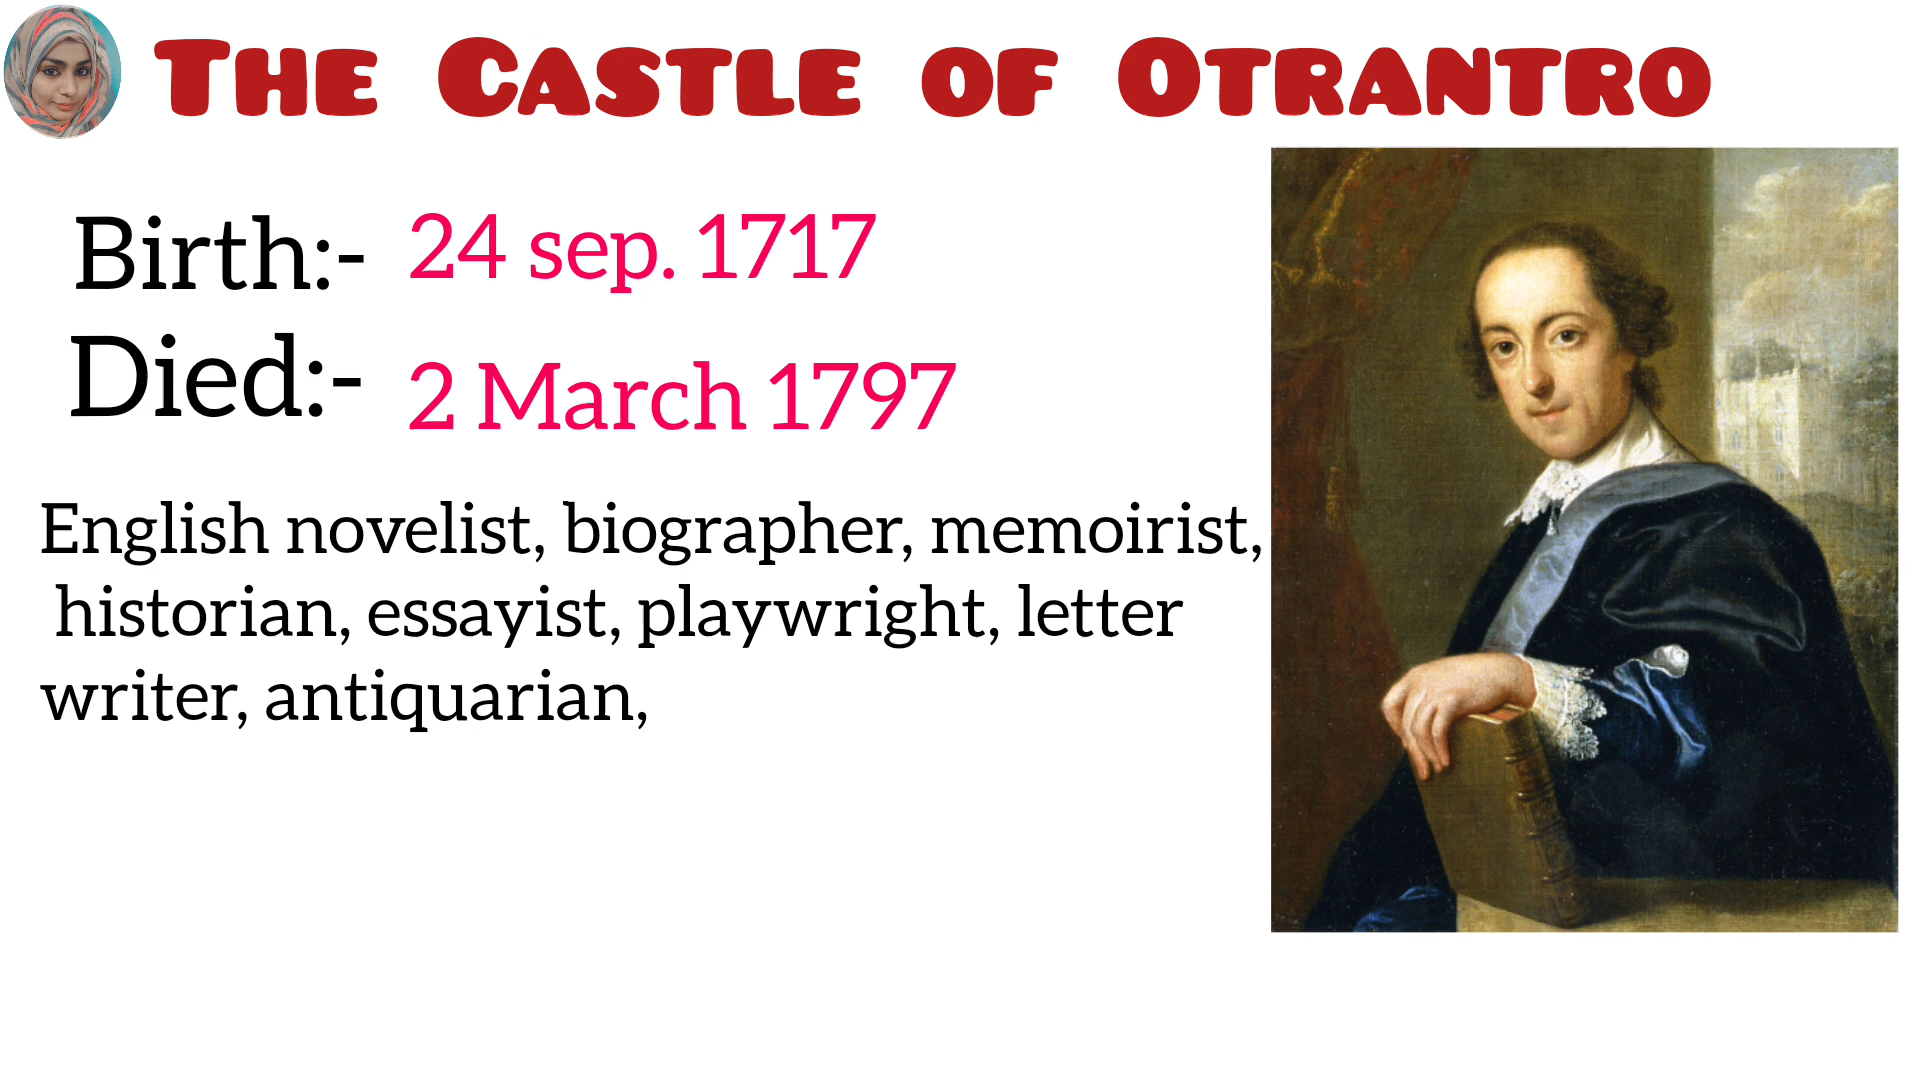 The Castle of Otrantro
Birth:- 24 sep. 1717
Died:- 2 March 1797
English novelist, biographer, memoirist,
historian, essayist, playwright, letter
writer, antiquarian,